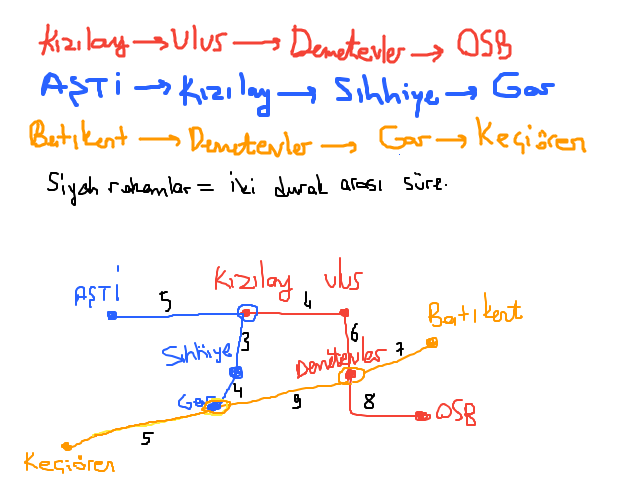 Kızılay → Ulus → Demetevler → OSB
AŞTİ → Kızılay → Sıhhiye → Gar
Batıkent → Demetevler → Gar → Keçiören
Siyah rakamlar = iki durak arası süre.
Kızılay
Ulus
AŞTİ
5
4
Batıkent
3
6
7
Sıhhiye
Demetevler
4
Gar
9
8
OSB
5
Keçiören